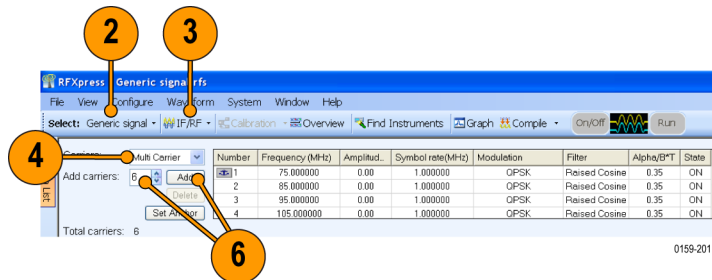 2
3
RFXpress Generic signal.rfs
File View Configure Waveform System Window Help
Select: Generic signal IF/RF Calibration Overview Find Instruments Graph Compile On/Off Run
4
Carriers: Multi Carrier
Add carriers: 6 Add
Delete
Set Anchor
Total carriers: 6
List
Number Frequency (MHz) Amplitud... Symbol rate(MHz) Modulation Filter Alpha/B*T State
1 75.000000 0.00 1.000000 QPSK Raised Cosine 0.35 ON
2 85.000000 0.00 1.000000 QPSK Raised Cosine 0.35 ON
3 95.000000 0.00 1.000000 QPSK Raised Cosine 0.35 ON
4 105.000000 0.00 1.000000 QPSK Raised Cosine 0.35 ON
6
0159-201